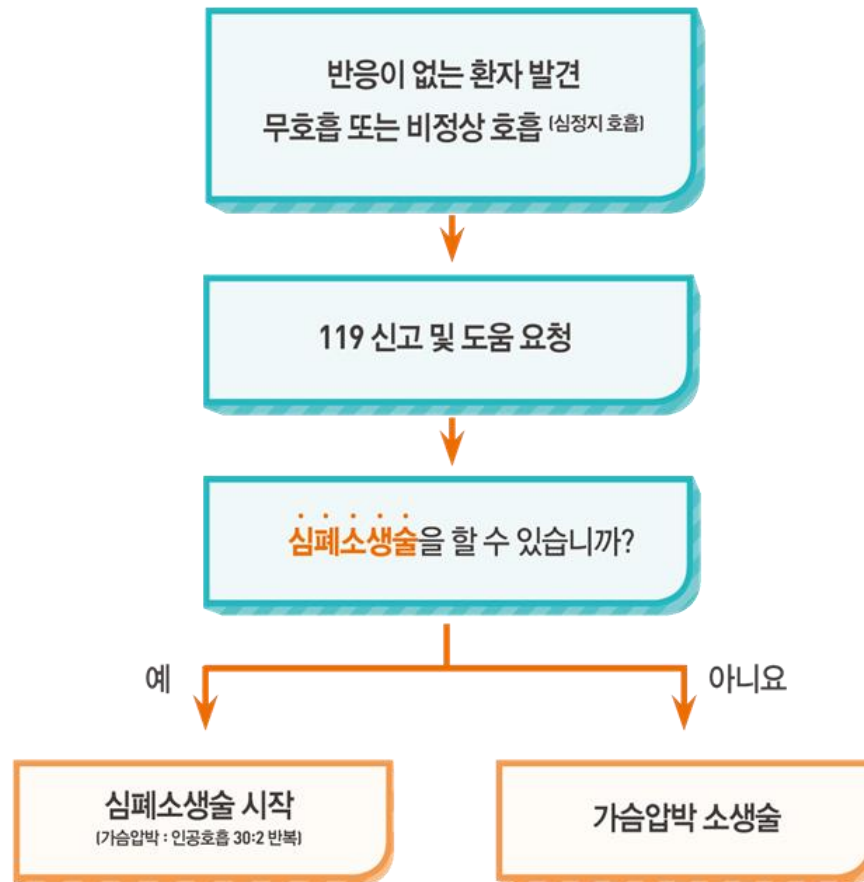 반응이 없는 환자 발견
무호흡 또는 비정상 호흡 (심정지 호흡)
119 신고 및 도움 요청
심폐소생술을 할 수 있습니까?
예
아니요
심폐소생술 시작
(가슴압박 : 인공호흡 30:2 반복)
가슴압박 소생술